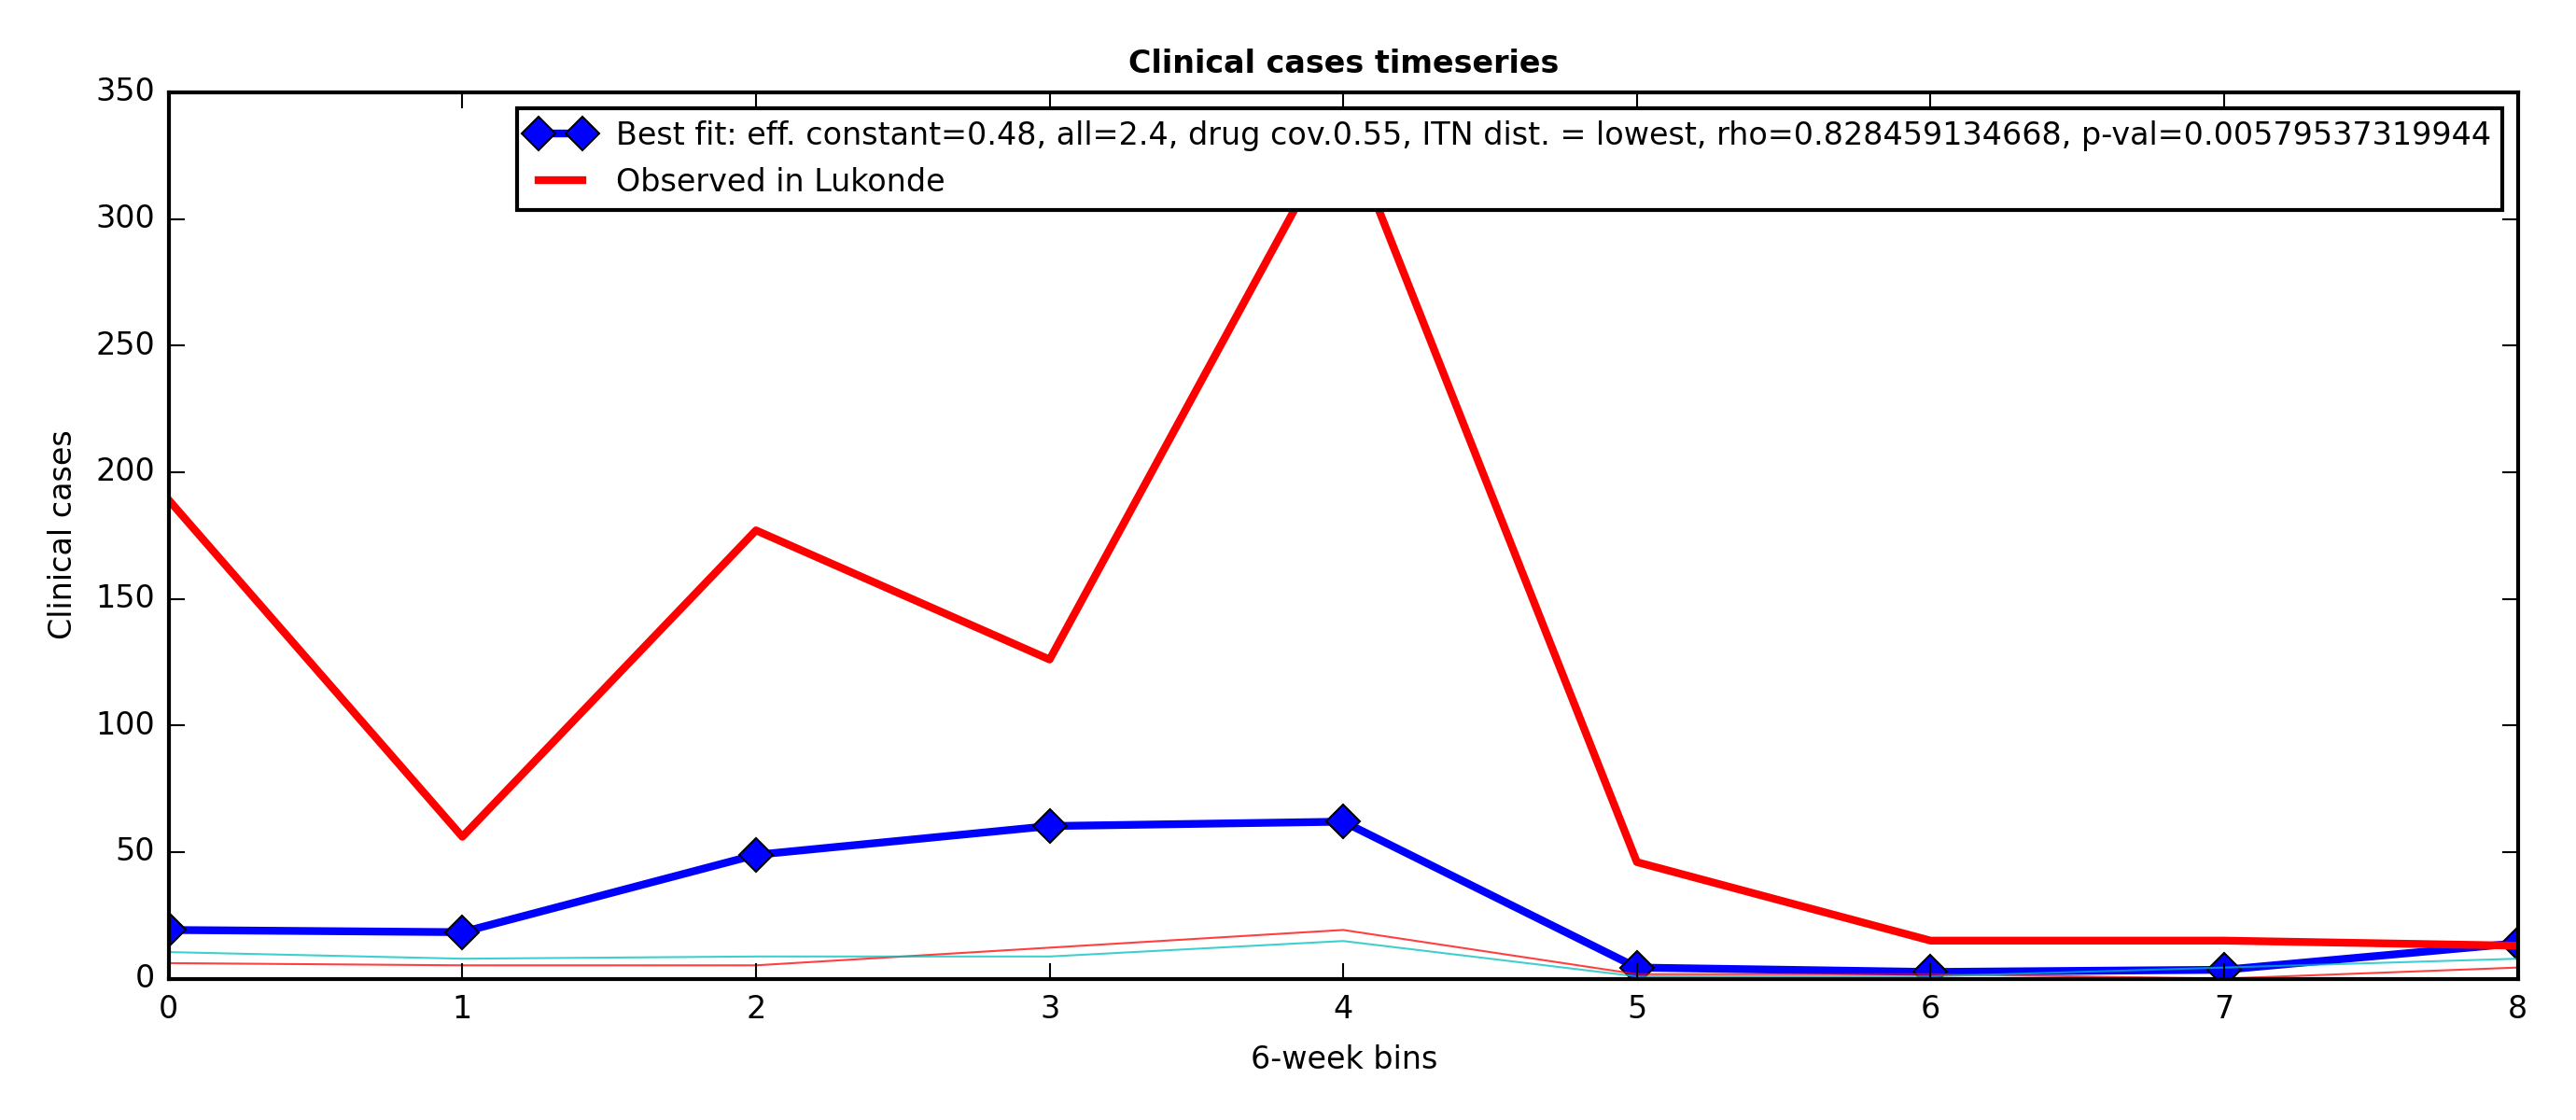 Clinical cases timeseries
350
300
250
200
150
100
50
0
Clinical cases
Best fit: eff. constant=0.48, all=2.4, drug cov.0.55, ITN dist. = lowest, rho=0.828459134668, p-val=0.00579537319944
Observed in Lukonde
0 1 2 3 4 5 6 7 8
6-week bins